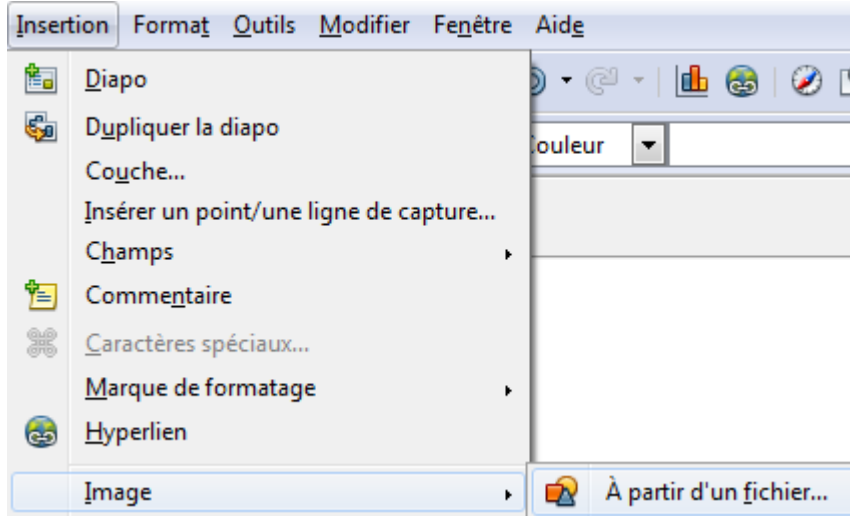 Insertion Format Outils Modifier Fenêtre Aide
Diapo
Dupliquer la diapo
Couleur
Couche...
Insérer un point/une ligne de capture...
Champs
Commentaire
Caractères spéciaux...
Marque de formatage
Hyperlien
Image
À partir d'un fichier...